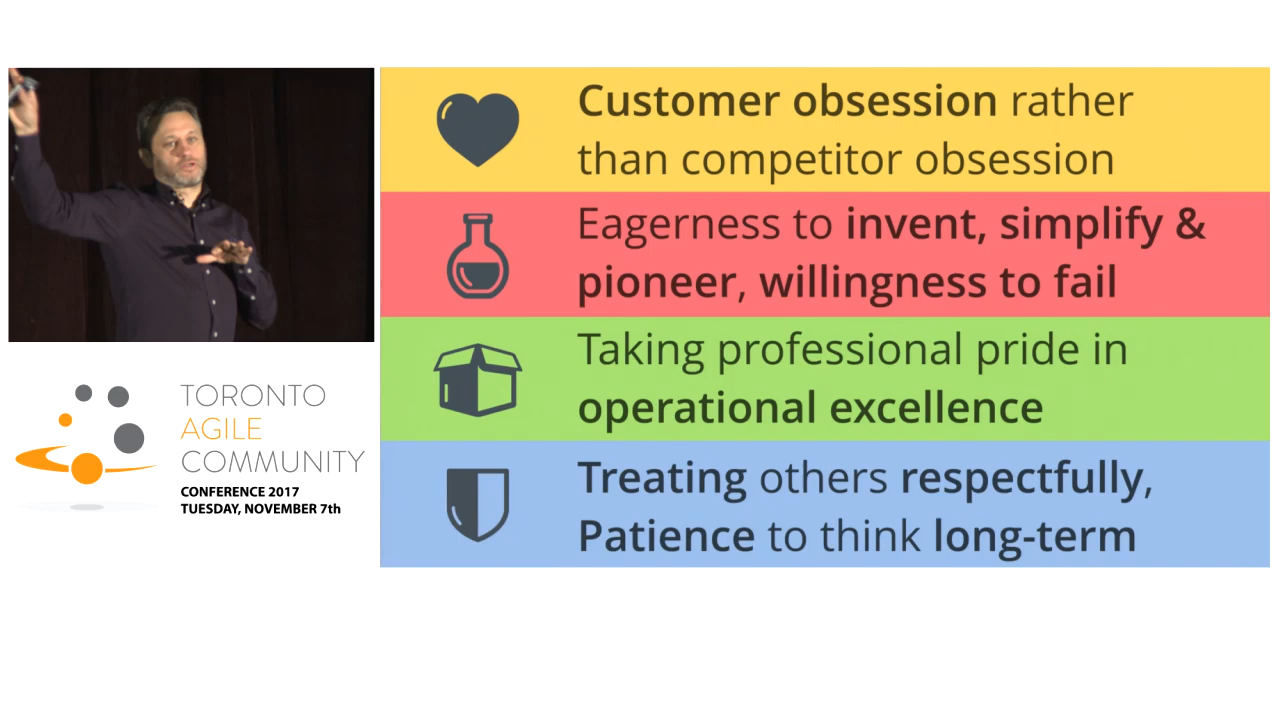 Customer obsession rather
than competitor obsession
Eagerness to invent, simplify &
pioneer, willingness to fail
Taking professional pride in
operational excellence
Treating others respectfully,
Patience to think long-term
TORONTO
AGILE
COMMUNITY
CONFERENCE 2017
TUESDAY, NOVEMBER 7th